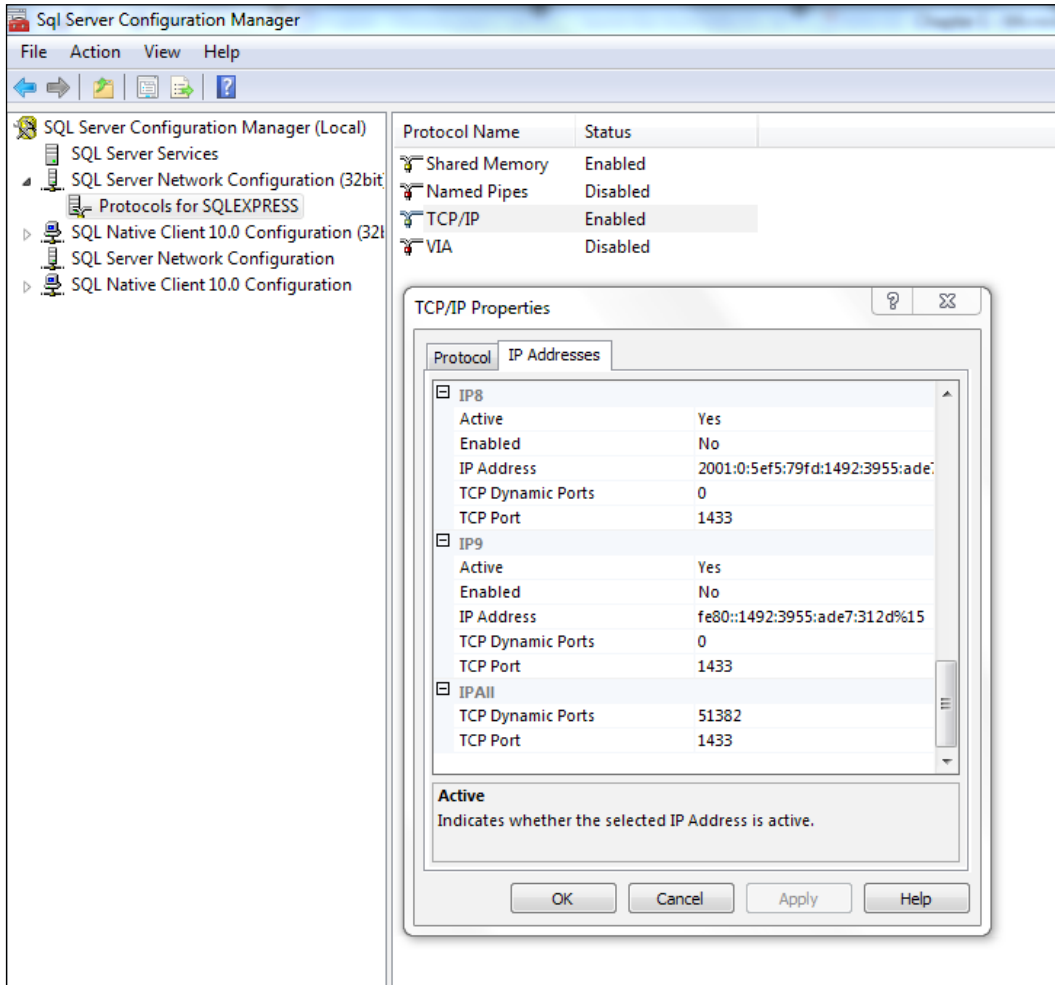 Sql Server Configuration Manager
File Action View Help
SQL Server Configuration Manager (Local)
SQL Server Services
SQL Server Network Configuration (32bit
Protocols for SQLEXPRESS
SQL Native Client 10.0 Configuration (32b
SQL Server Network Configuration
SQL Native Client 10.0 Configuration
Protocol Name Status
Shared Memory Enabled
Named Pipes Disabled
TCP/IP Enabled
VIA Disabled
TCP/IP Properties
Protocol IP Addresses
IP8
Active Yes
Enabled No
IP Address 2001:0:5ef5:79fd:1492:3955:ade7
TCP Dynamic Ports 0
TCP Port 1433
IP9
Active Yes
Enabled No
IP Address fe80::1492:3955:ade7:312d%15
TCP Dynamic Ports 0
TCP Port 1433
IPAll
TCP Dynamic Ports 51382
TCP Port 1433
Active
Indicates whether the selected IP Address is active.
OK Cancel Apply Help